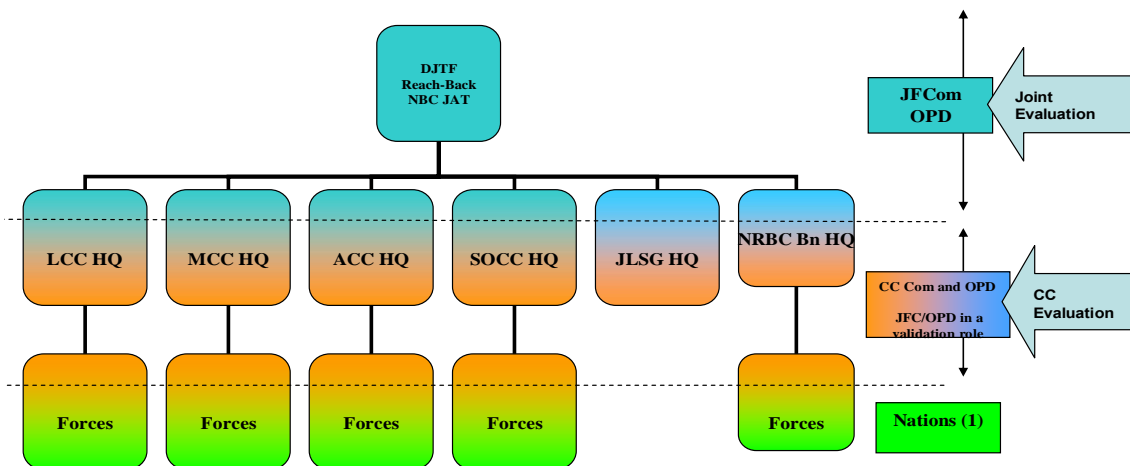 DJTF
Reach-Back
NBC JAT
JFCom
OPD
Joint
Evaluation
LCC HQ
MCC HQ
ACC HQ
SOCC HQ
JLSG HQ
NRBC Bn HQ
CC Com and OPD
JFC/OPD in a
validation role
CC
Evaluation
Forces
Forces
Forces
Forces
Forces
Nations (1)